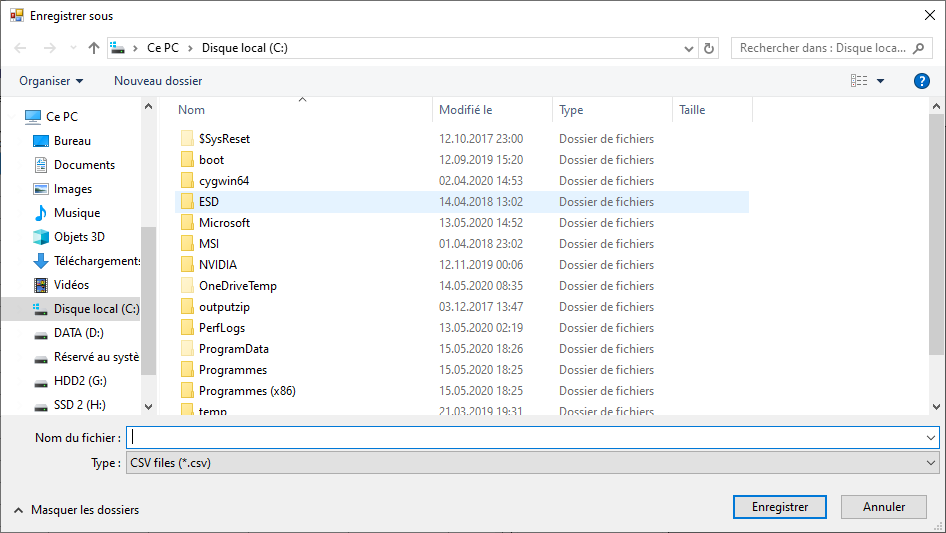 Enregistrer sous
Ce PC > Disque local (C:)
Rechercher dans : Disque loca...
Organiser
Nouveau dossier
?
Ce PC
Bureau
Documents
Images
Musique
Objets 3D
Téléchargements
Vidéos
Disque local (C:)
DATA (D:)
Réservé au systè
HDD2 (G:)
SSD 2 (H:)
Nom Modifié le Type Taille
$SysReset 12.10.2017 23:00 Dossier de fichiers
boot 12.09.2019 15:20 Dossier de fichiers
cygwin64 02.04.2020 14:53 Dossier de fichiers
ESD 14.04.2018 13:02 Dossier de fichiers
Microsoft 13.05.2020 14:52 Dossier de fichiers
MSI 01.04.2018 23:02 Dossier de fichiers
NVIDIA 12.11.2019 00:06 Dossier de fichiers
OneDriveTemp 14.05.2020 08:35 Dossier de fichiers
outputzip 03.12.2017 13:47 Dossier de fichiers
PerfLogs 13.05.2020 02:19 Dossier de fichiers
ProgramData 15.05.2020 18:26 Dossier de fichiers
Programmes 15.05.2020 18:25 Dossier de fichiers
Programmes (x86) 15.05.2020 18:25 Dossier de fichiers
temp 21.03.2019 19:31 Dossier de fichiers
Nom du fichier :
Type : CSV files (*.csv)
Masquer les dossiers
Enregistrer
Annuler